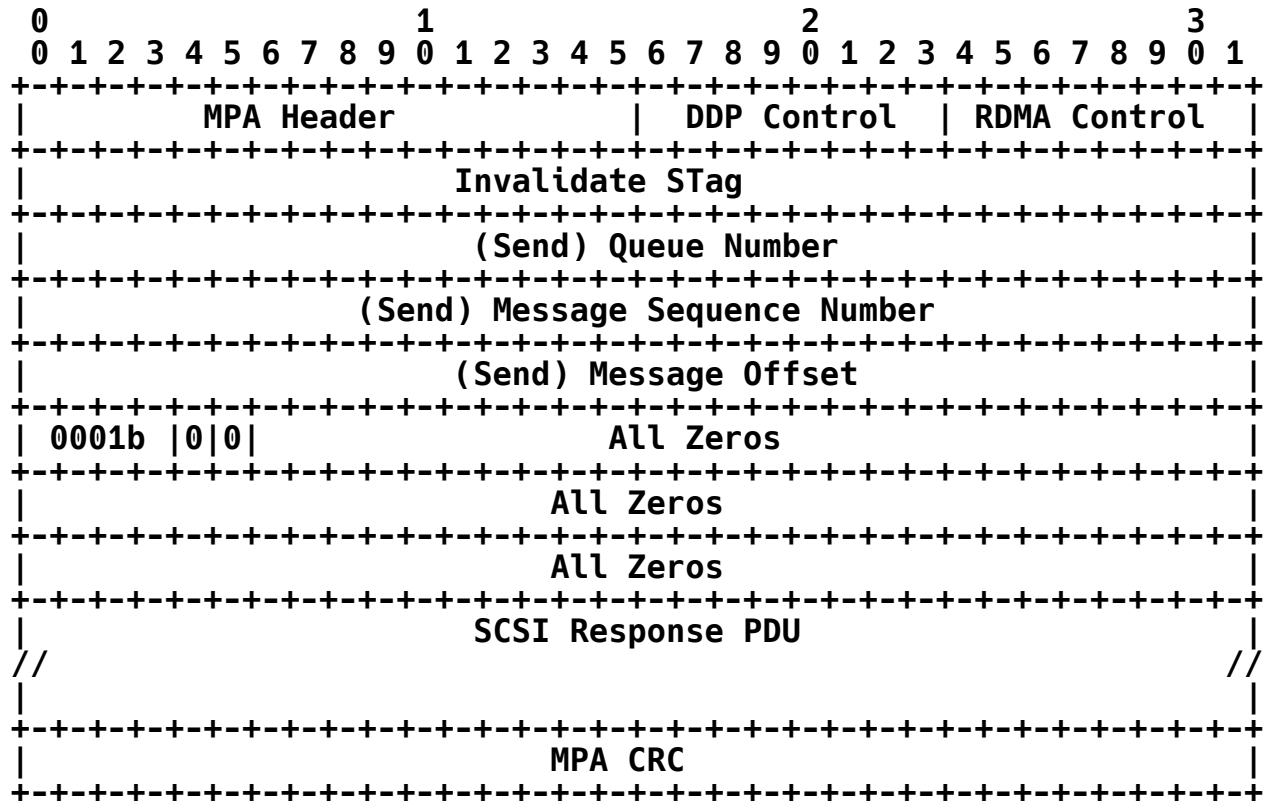 0                   1                   2                   3
 0 1 2 3 4 5 6 7 8 9 0 1 2 3 4 5 6 7 8 9 0 1 2 3 4 5 6 7 8 9 0 1
+-+-+-+-+-+-+-+-+-+-+-+-+-+-+-+-+-+-+-+-+-+-+-+-+-+-+-+-+-+-+-+-+
|         MPA Header            |  DDP Control  | RDMA Control  |
+-+-+-+-+-+-+-+-+-+-+-+-+-+-+-+-+-+-+-+-+-+-+-+-+-+-+-+-+-+-+-+-+
|                      Invalidate STag                          |
+-+-+-+-+-+-+-+-+-+-+-+-+-+-+-+-+-+-+-+-+-+-+-+-+-+-+-+-+-+-+-+-+
|                       (Send) Queue Number                     |
+-+-+-+-+-+-+-+-+-+-+-+-+-+-+-+-+-+-+-+-+-+-+-+-+-+-+-+-+-+-+-+-+
|                 (Send) Message Sequence Number                |
+-+-+-+-+-+-+-+-+-+-+-+-+-+-+-+-+-+-+-+-+-+-+-+-+-+-+-+-+-+-+-+-+
|                      (Send) Message Offset                    |
+-+-+-+-+-+-+-+-+-+-+-+-+-+-+-+-+-+-+-+-+-+-+-+-+-+-+-+-+-+-+-+-+
| 0001b |0|0|                  All Zeros                        |
+-+-+-+-+-+-+-+-+-+-+-+-+-+-+-+-+-+-+-+-+-+-+-+-+-+-+-+-+-+-+-+-+
|                           All Zeros                           |
+-+-+-+-+-+-+-+-+-+-+-+-+-+-+-+-+-+-+-+-+-+-+-+-+-+-+-+-+-+-+-+-+
|                           All Zeros                           |
+-+-+-+-+-+-+-+-+-+-+-+-+-+-+-+-+-+-+-+-+-+-+-+-+-+-+-+-+-+-+-+-+
|                       SCSI Response PDU                       |
//                                                             //
|                                                               |
+-+-+-+-+-+-+-+-+-+-+-+-+-+-+-+-+-+-+-+-+-+-+-+-+-+-+-+-+-+-+-+-+
|                           MPA CRC                             |
+-+-+-+-+-+-+-+-+-+-+-+-+-+-+-+-+-+-+-+-+-+-+-+-+-+-+-+-+-+-+-+-+